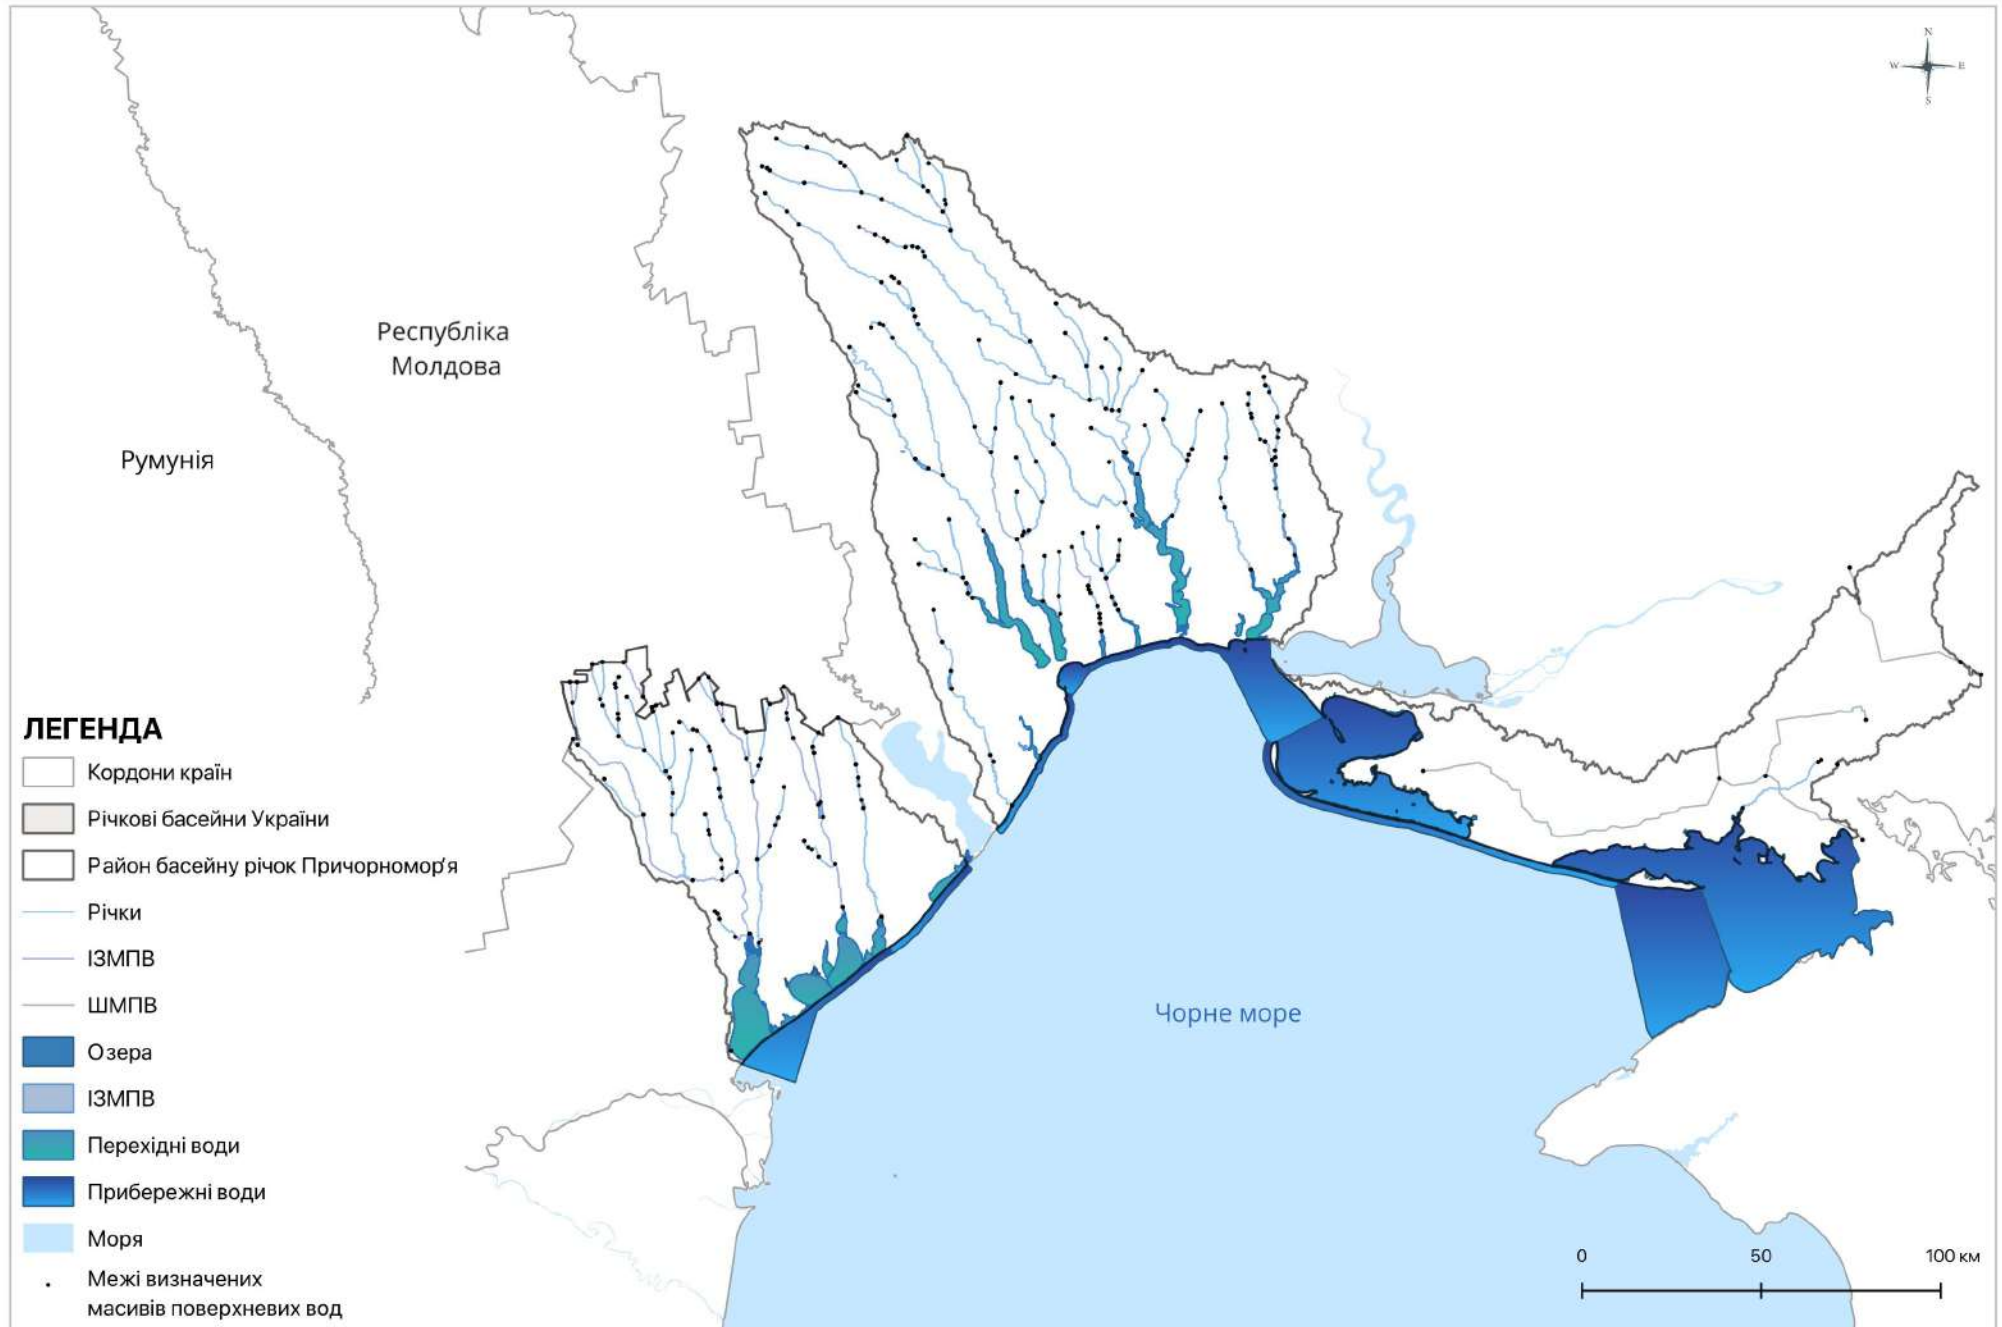 N
W E
S
Республіка
Молдова
Румунія
ЛЕГЕНДА
Кордони країн
Річкові басейни України
Район басейну річок Причорномор'я
Річки
ІЗМПВ
ШМПВ
Озера
ІЗМПВ
Перехідні води
Прибережні води
Моря
Межі визначених
масивів поверхневих вод
Чорне море
0 50 100 км